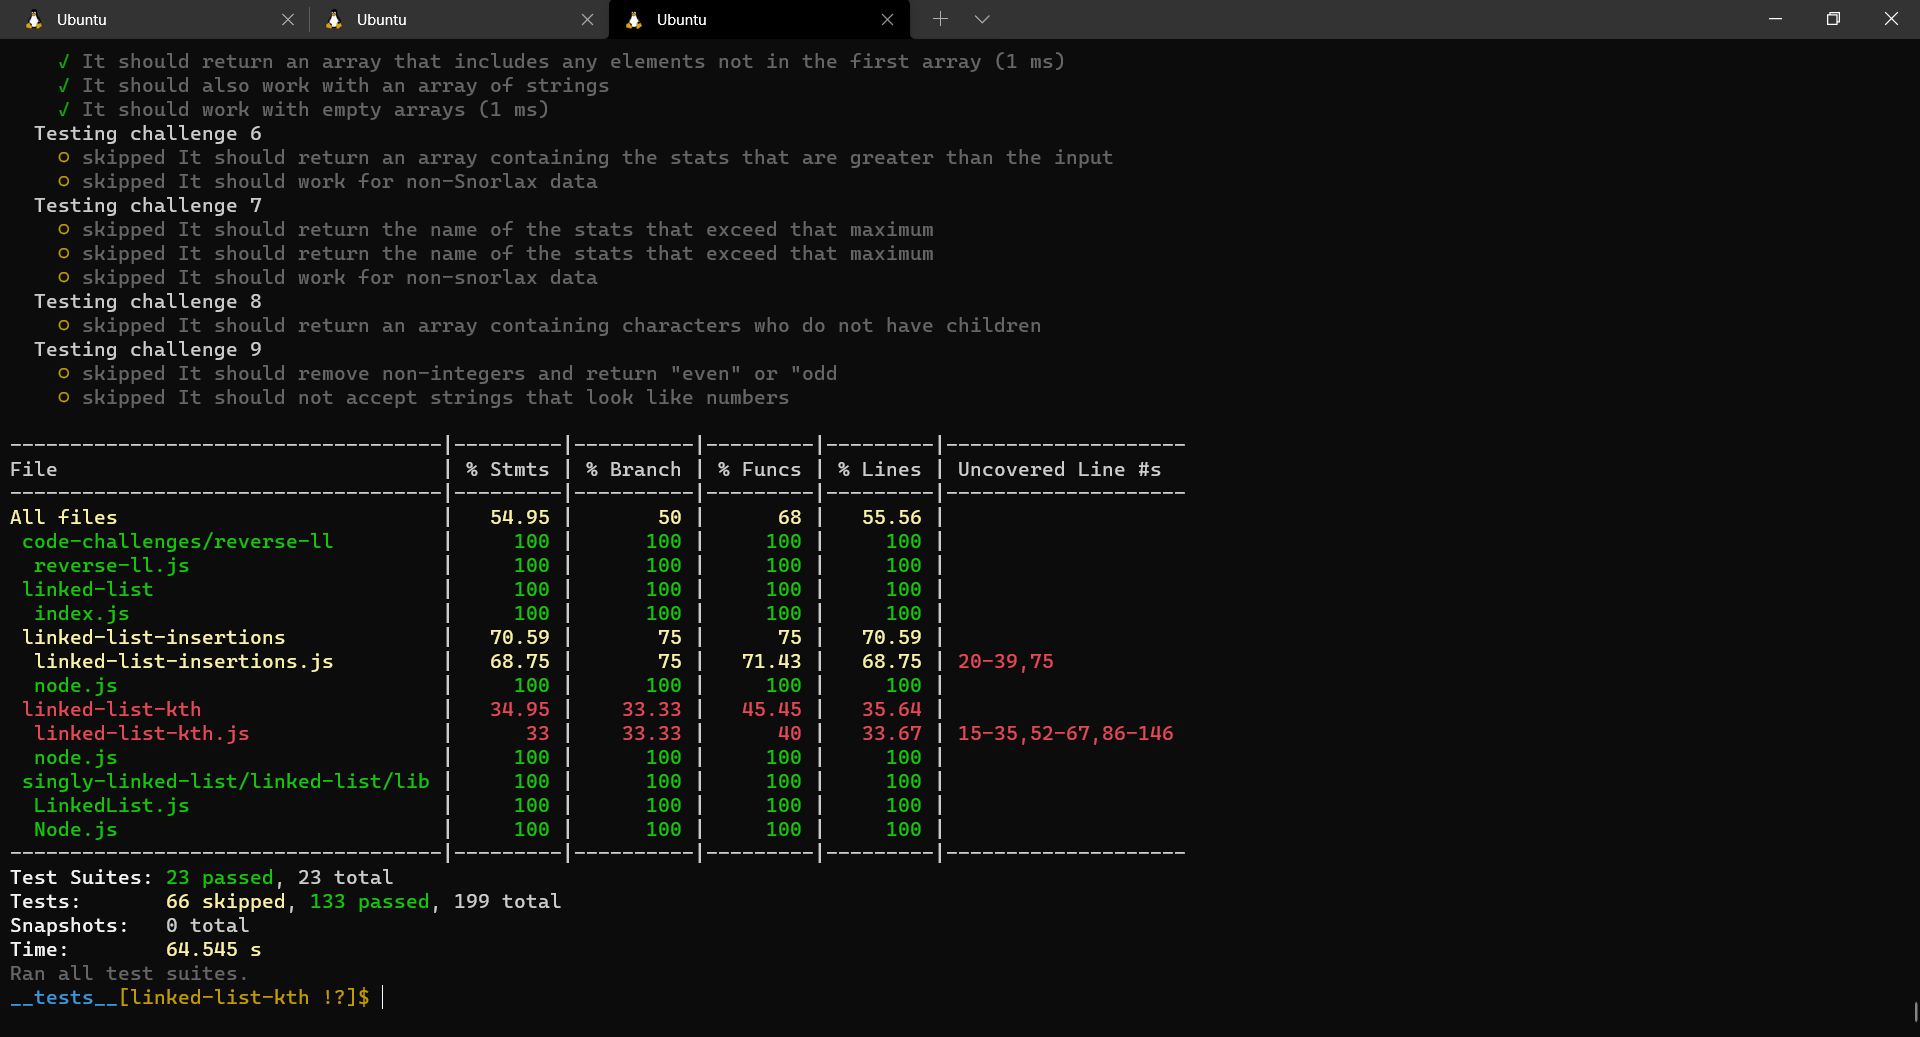 Ubuntu Ubuntu Ubuntu
√ It should return an array that includes any elements not in the first array (1 ms)
√ It should also work with an array of strings
√ It should work with empty arrays (1 ms)
Testing challenge 6
○ skipped It should return an array containing the stats that are greater than the input
○ skipped It should work for non-Snorlax data
Testing challenge 7
○ skipped It should return the name of the stats that exceed that maximum
○ skipped It should return the name of the stats that exceed that maximum
○ skipped It should work for non-snorlax data
Testing challenge 8
○ skipped It should return an array containing characters who do not have children
Testing challenge 9
○ skipped It should remove non-integers and return "even" or "odd
○ skipped It should not accept strings that look like numbers
------------------------------------|---------|----------|---------|---------|--------------------
File | % Stmts | % Branch | % Funcs | % Lines | Uncovered Line #s
------------------------------------|---------|----------|---------|---------|--------------------
All files | 54.95 | 50 | 68 | 55.56 |
code-challenges/reverse-ll | 100 | 100 | 100 | 100 |
reverse-ll.js | 100 | 100 | 100 | 100 |
linked-list | 100 | 100 | 100 | 100 |
index.js | 100 | 100 | 100 | 100 |
linked-list-insertions | 70.59 | 75 | 75 | 70.59 |
linked-list-insertions.js | 68.75 | 75 | 71.43 | 68.75 | 20-39,75
node.js | 100 | 100 | 100 | 100 |
linked-list-kth | 34.95 | 33.33 | 45.45 | 35.64 |
linked-list-kth.js | 33 | 33.33 | 40 | 33.67 | 15-35,52-67,86-146
node.js | 100 | 100 | 100 | 100 |
singly-linked-list/linked-list/lib | 100 | 100 | 100 | 100 |
LinkedList.js | 100 | 100 | 100 | 100 |
Node.js | 100 | 100 | 100 | 100 |
------------------------------------|---------|----------|---------|---------|--------------------
Test Suites: 23 passed, 23 total
Tests: 66 skipped, 133 passed, 199 total
Snapshots: 0 total
Time: 64.545 s
Ran all test suites.
__tests__[linked-list-kth !?]$